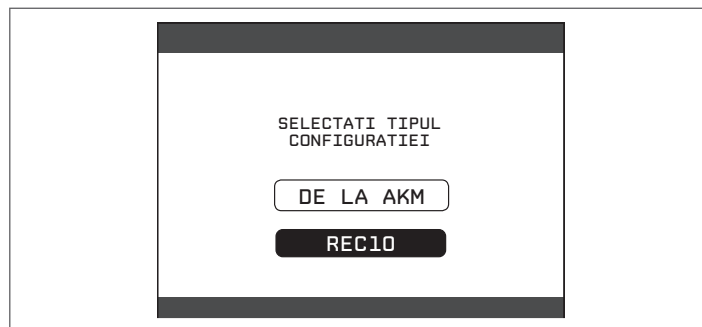 SELECTATI TIPUL
CONFIGURATIEI
DE LA AKM
REC10